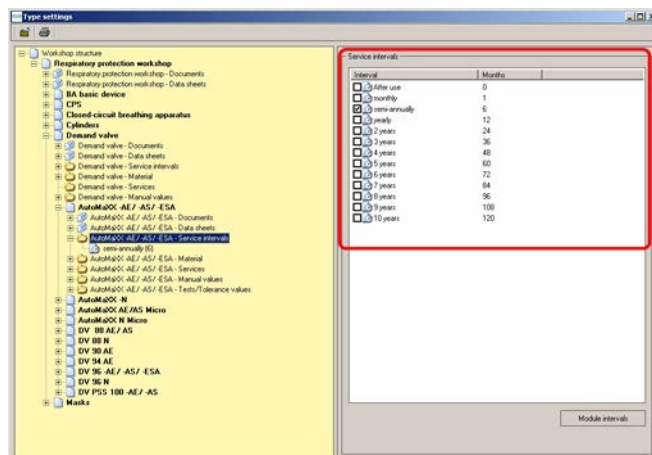 Type settings
Workshop structure
Respiratory protection workshop
Respiratory protection workshop - Documents
Respiratory protection workshop - Data sheets
BA basic device
CPS
Closed-circuit breathing apparatus
Cylinders
Demand valve
Demand valve - Documents
Demand valve - Data sheets
Demand valve - Service intervals
Demand valve - Material
Demand valve - Services
Demand valve - Manual values
AutoMaXX -AE/ -AS/ -ESA
AutoMaXX -AE/ -AS/ -ESA - Documents
AutoMaXX -AE/ -AS/ -ESA - Data sheets
AutoMaXX -AE/ -AS/ -ESA - Service intervals
semi-annually (6)
AutoMaXX -AE/ -AS/ -ESA - Material
AutoMaXX -AE/ -AS/ -ESA - Services
AutoMaXX -AE/ -AS/ -ESA - Manual values
AutoMaXX -AE/ -AS/ -ESA - Tests/Tolerance values
AutoMaXX -N
AutoMaXX AE/AS Micro
AutoMaXX N Micro
DV 80 AE/ AS
DV 80 N
DV 90 AE
DV 94 AE
DV 96 -AE/ -AS/ -ESA
DV 96 N
DV PSS 100 -AE/ -AS
Masks
Service intervals
Interval Months
After use 0
monthly 1
semi-annually 6
yearly 12
2 years 24
3 years 36
4 years 48
5 years 60
6 years 72
7 years 84
8 years 96
9 years 108
10 years 120
Module intervals